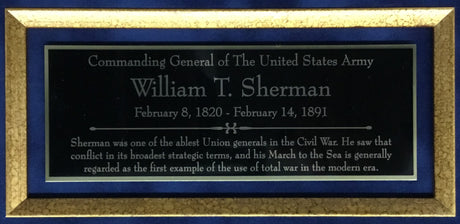 Commanding General of The United States Army
William T. Sherman
February 8, 1820 - February 14, 1891
Sherman was one of the ablest Union generals in the Civil War. He saw that
conflict in its broadest strategic terms, and his March to the Sea is generally
regarded as the first example of the use of total war in the modern era.